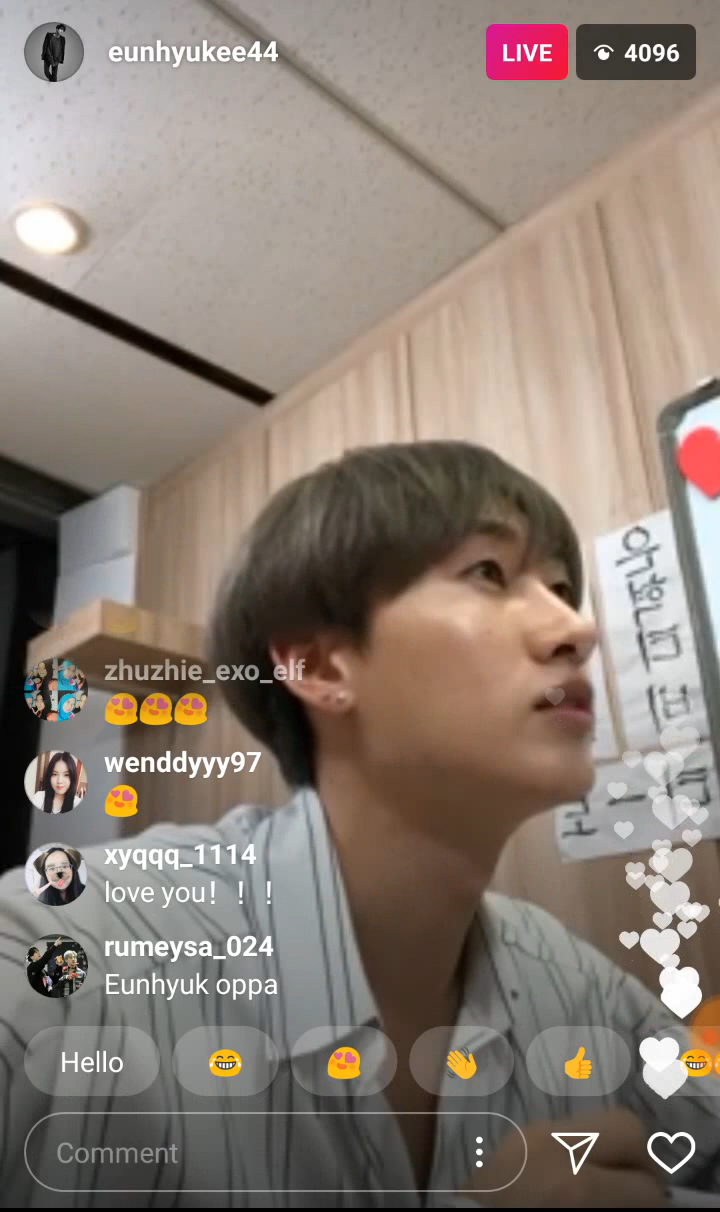 eunhyukee44
LIVE
4096
zhuzhie_exo_elf
😍😍😍
wenddyyy97
😍
xyqqq_1114
love you！！！
rumeysa_024
Eunhyuk oppa
Hello 😂 😍 👋 👍 😂
Comment